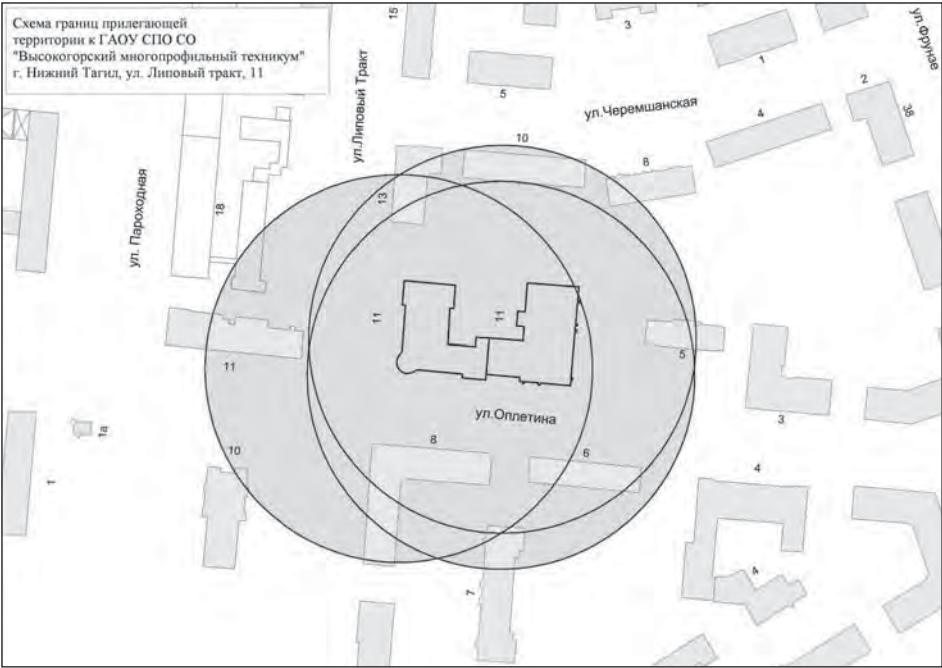 Схема границ прилегающей
территории к ГАОУ СПО СО
"Высокогорский многопрофильный техникум"
г. Нижний Тагил, ул. Липовый тракт, 11
15
3
ул.Фрунзе
1
5
2
ул.Липовый Тракт
ул.Черемшанская
4
38
10
8
13
ул. Пароходная
18
11
11
11
5
3
ул.Оплетина
1а
10
8
6
4
1
7
4